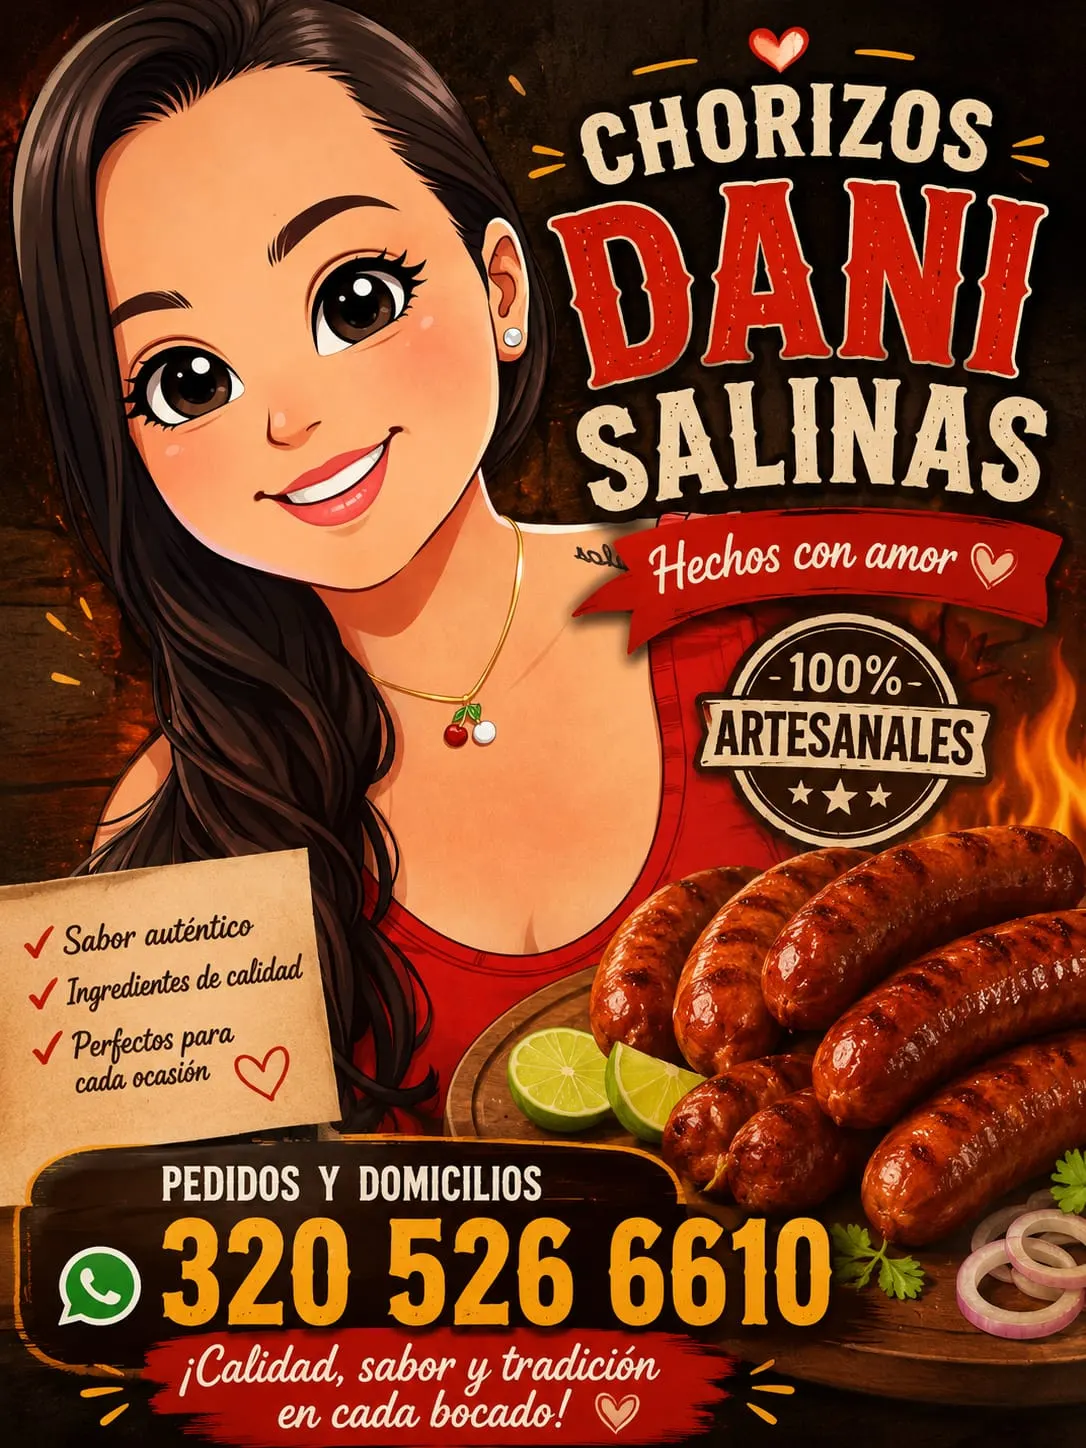 CHORIZOS
DANI
SALINAS
Hechos con amor
- 100% -
ARTESANALES
Sabor auténtico
Ingredientes de calidad
Perfectos para
cada ocasión
PEDIDOS Y DOMICILIOS
320 526 6610
¡Calidad, sabor y tradición
en cada bocado!